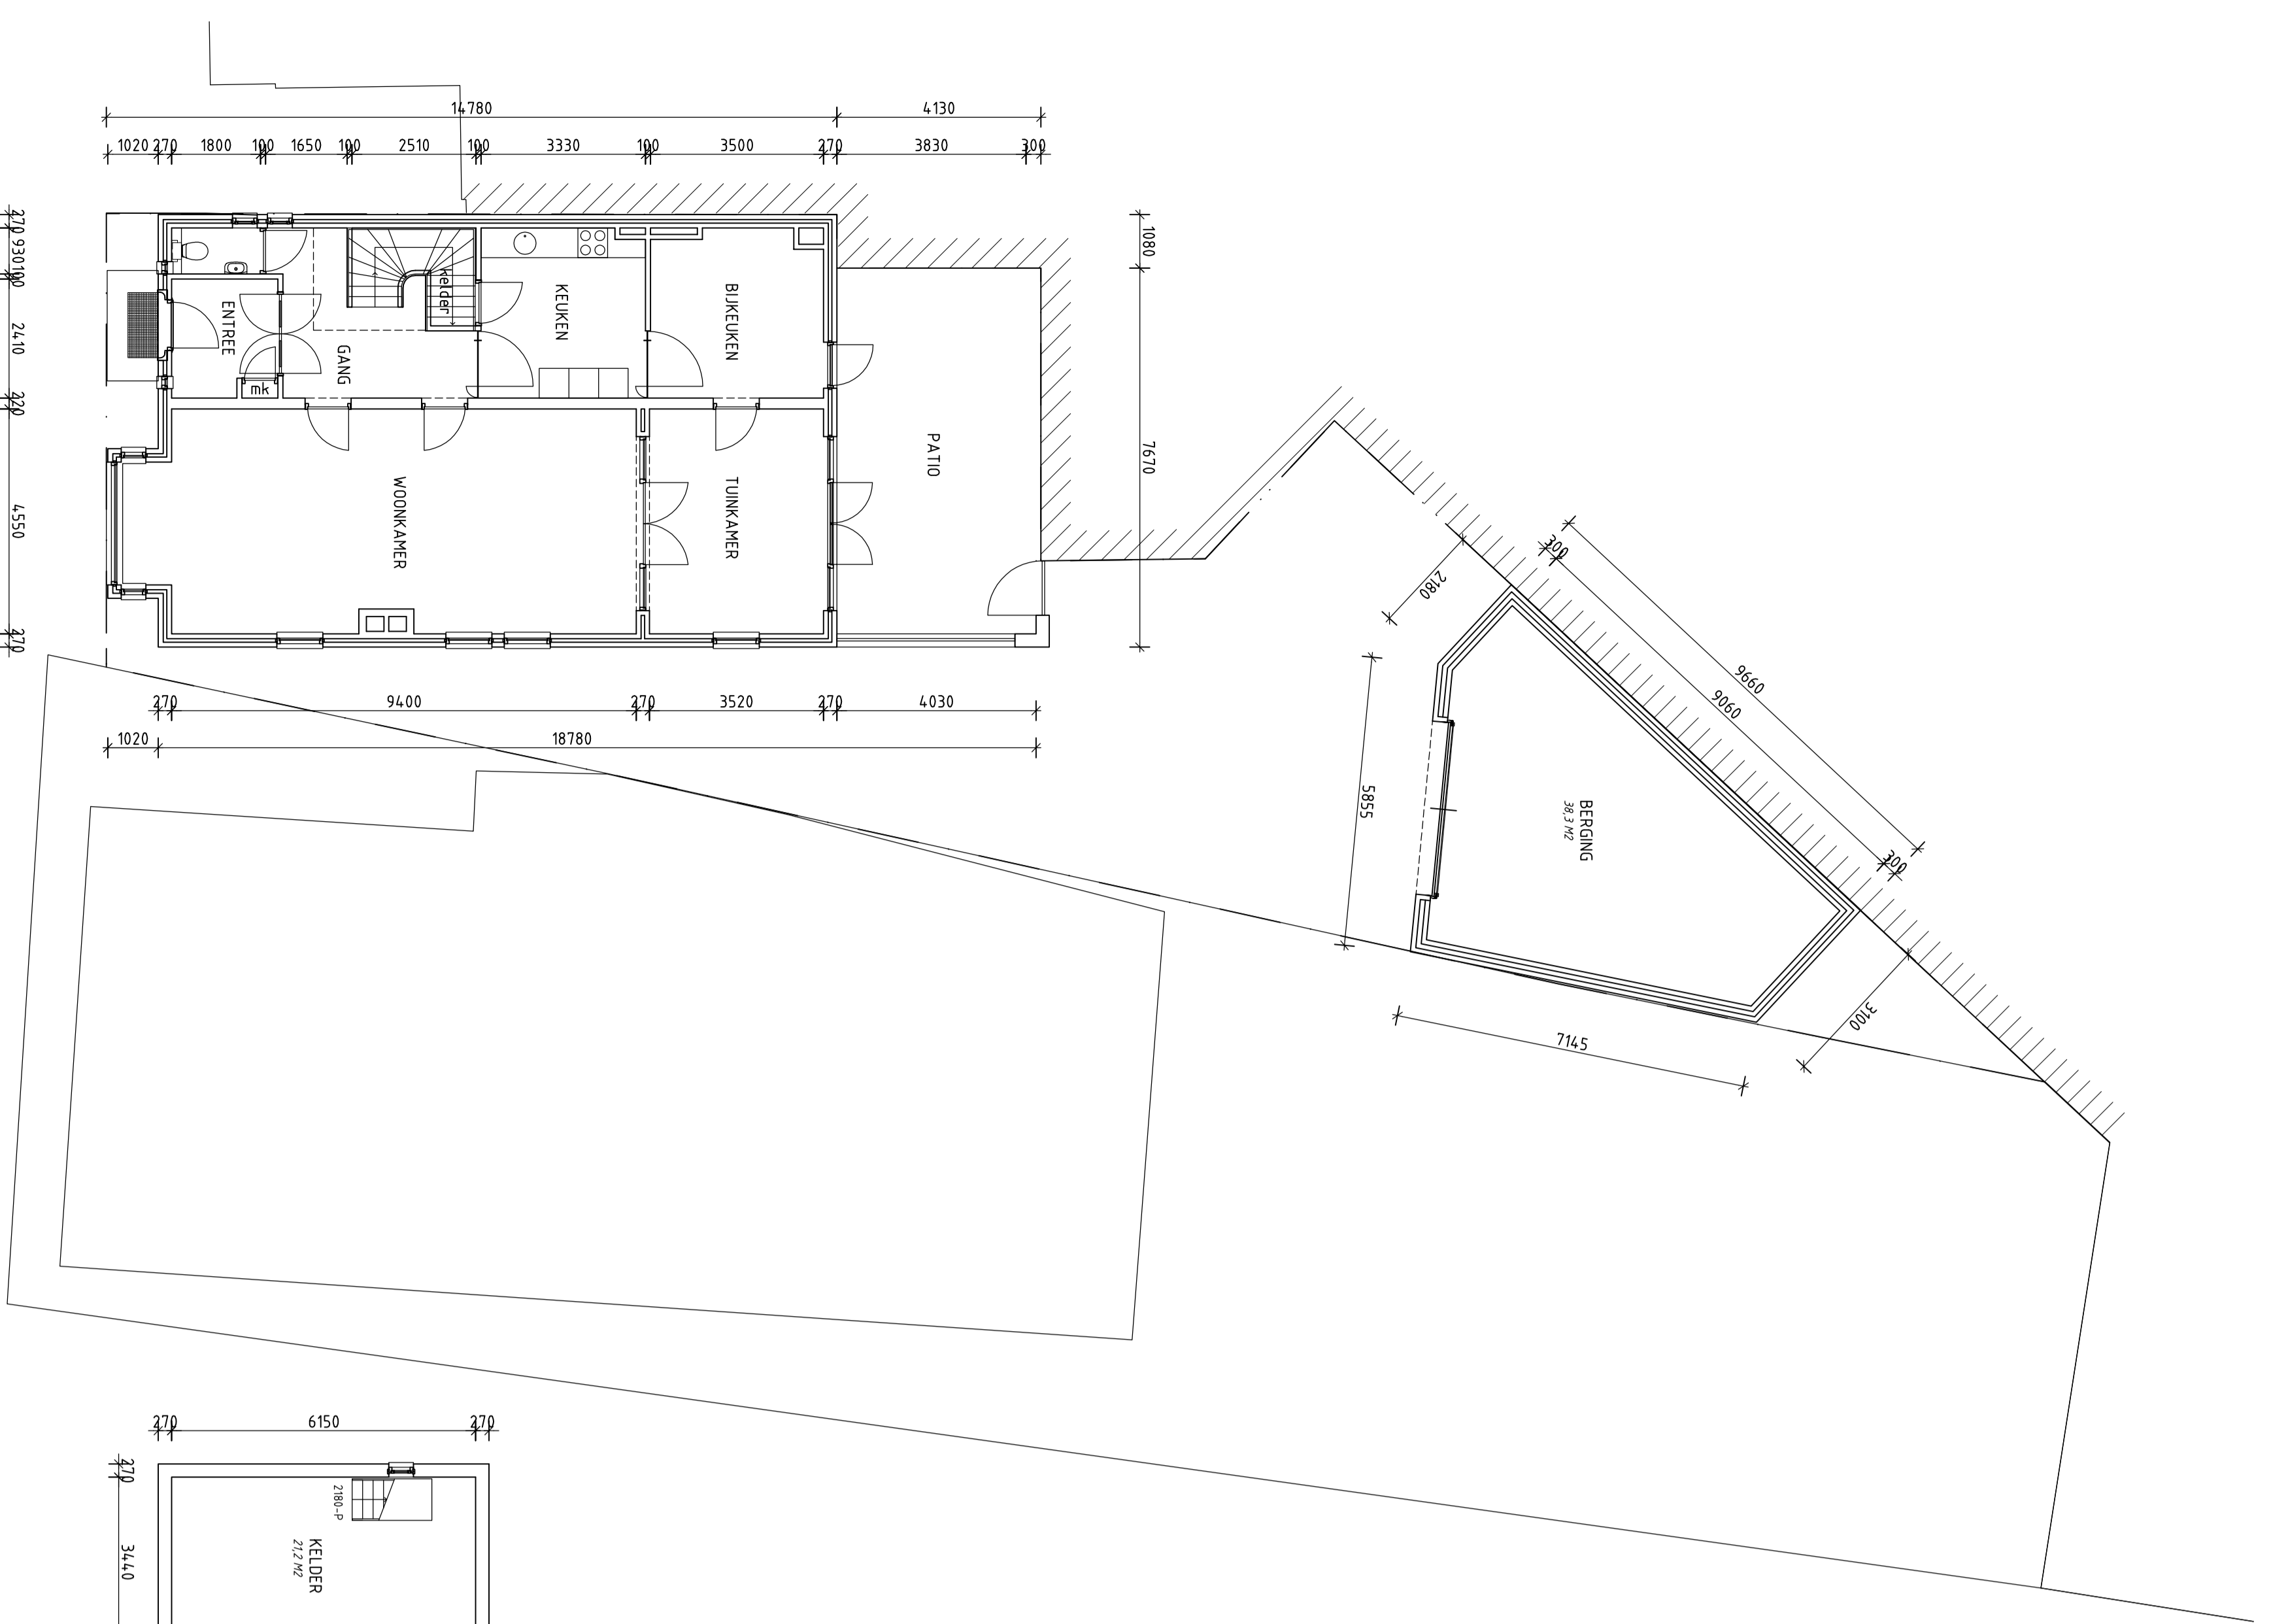 14780
4130
1020 270 1800 100 1650 100 2510 100 3330 100 3500 270 3830 300
270 930 100 2410 220 4550 270
1080
7670
kelder
ENTREE
GANG
mk
KEUKEN
BIJKEUKEN
PATIO
WOONKAMER
TUINKAMER
270 9400 270 3520 270 4030
1020 18780
300
9660
9060
300
2180
5855
BERGING
38,3 M2
3100
7145
270 6150 270
270
3440
2180-P
KELDER
21,2 M2